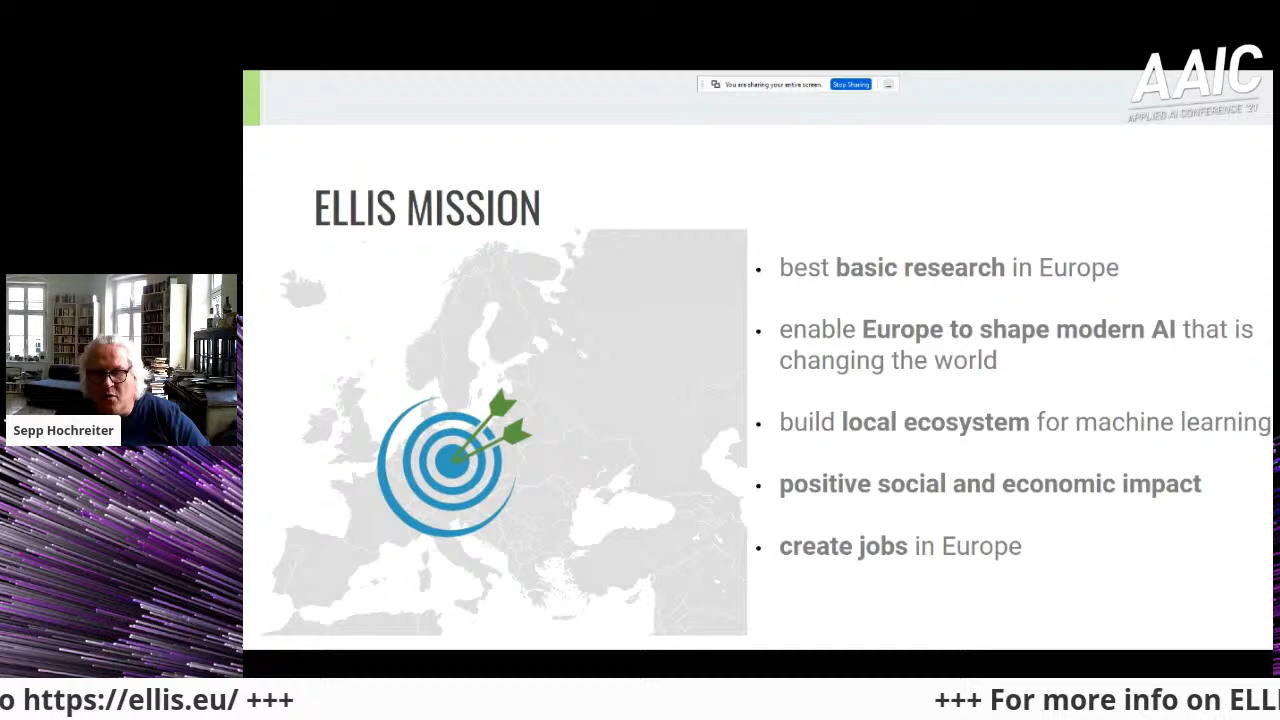 AAIC
APPLIED AI CONFERENCE '21
You are sharing your entire screen.
Stop Sharing
ELLIS MISSION
• best basic research in Europe
• enable Europe to shape modern AI that is
changing the world
• build local ecosystem for machine learning
• positive social and economic impact
• create jobs in Europe
Sepp Hochreiter
o https://ellis.eu/ +++
+++ For more info on ELLI